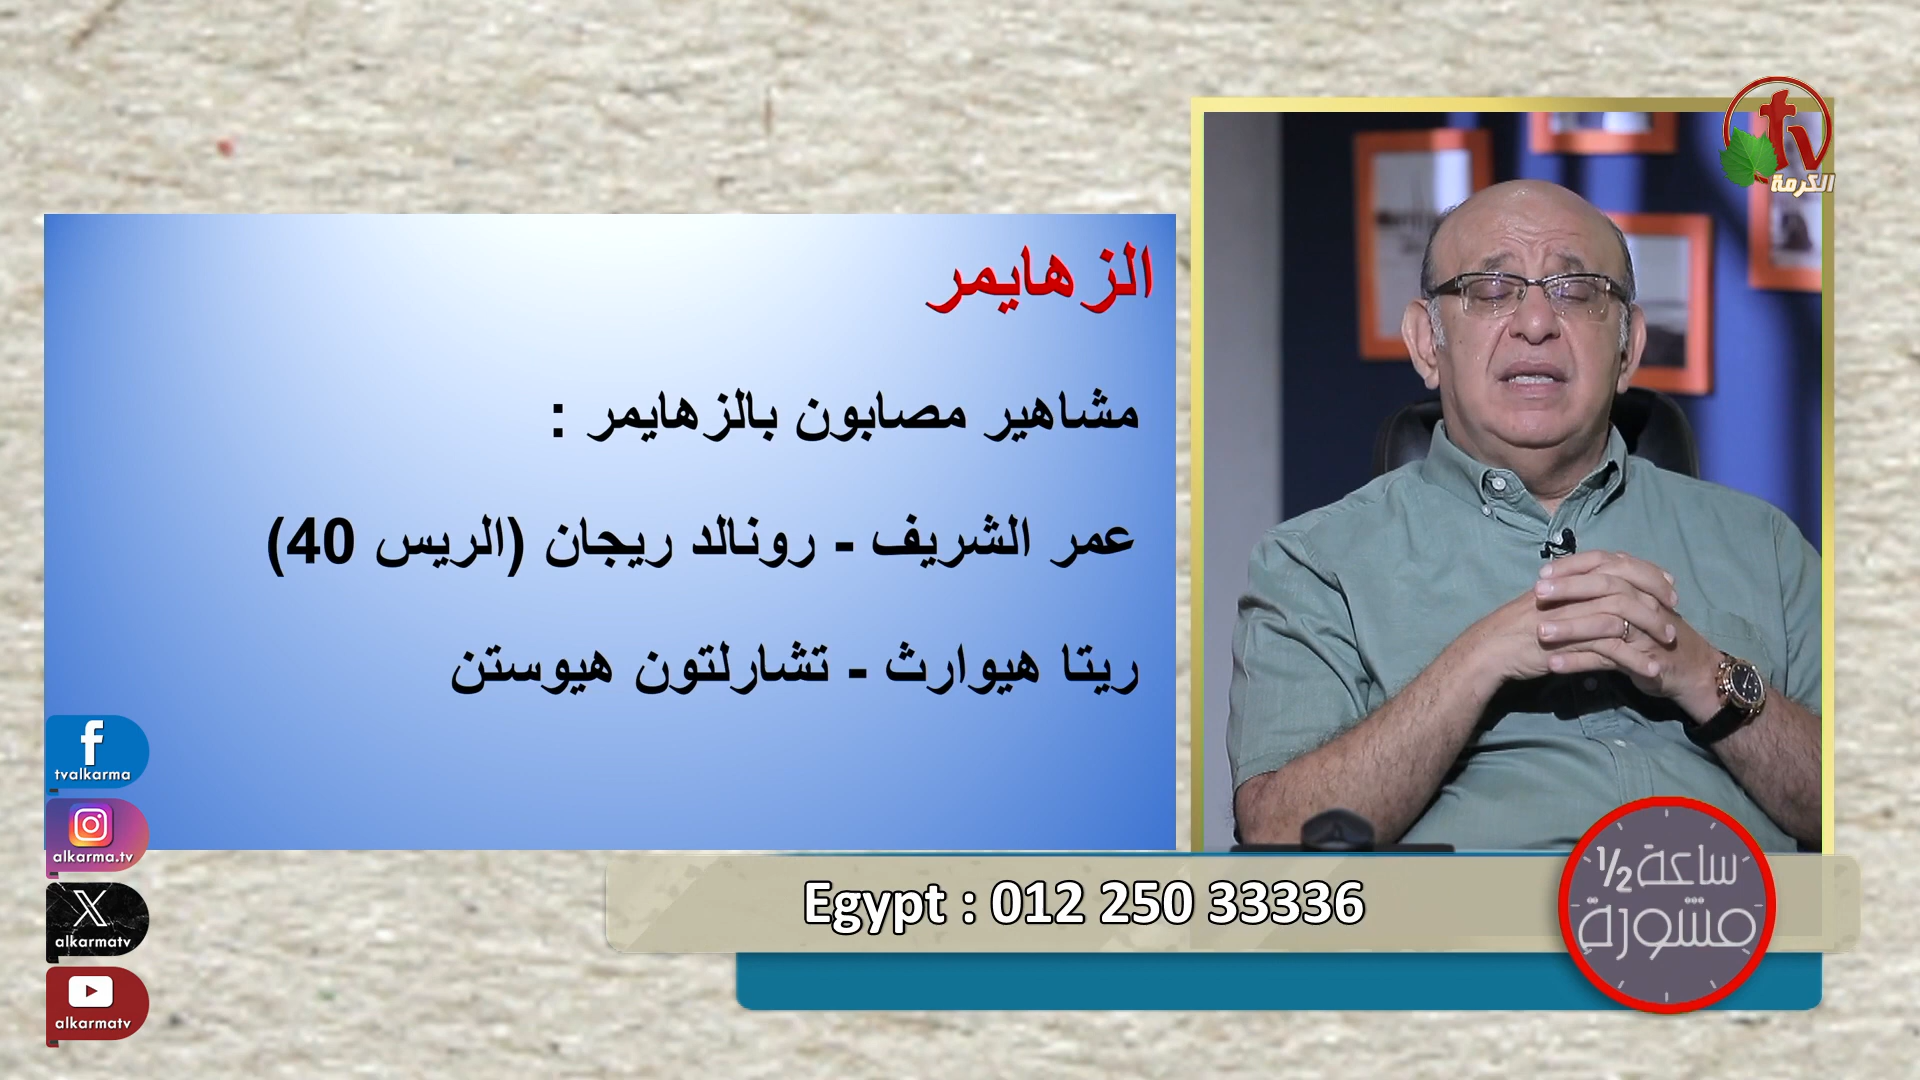 tv
الكرمة
الزهايمر
مشاهير مصابون بالزهايمر :
عمر الشريف - رونالد ريجان (الريس 40)
ريتا هيوارث - تشارلتون هيوستن
tvalkarma
alkarma.tv
alkarmatv
alkarmatv
Egypt : 012 250 33336
½ ساعة
مشورة